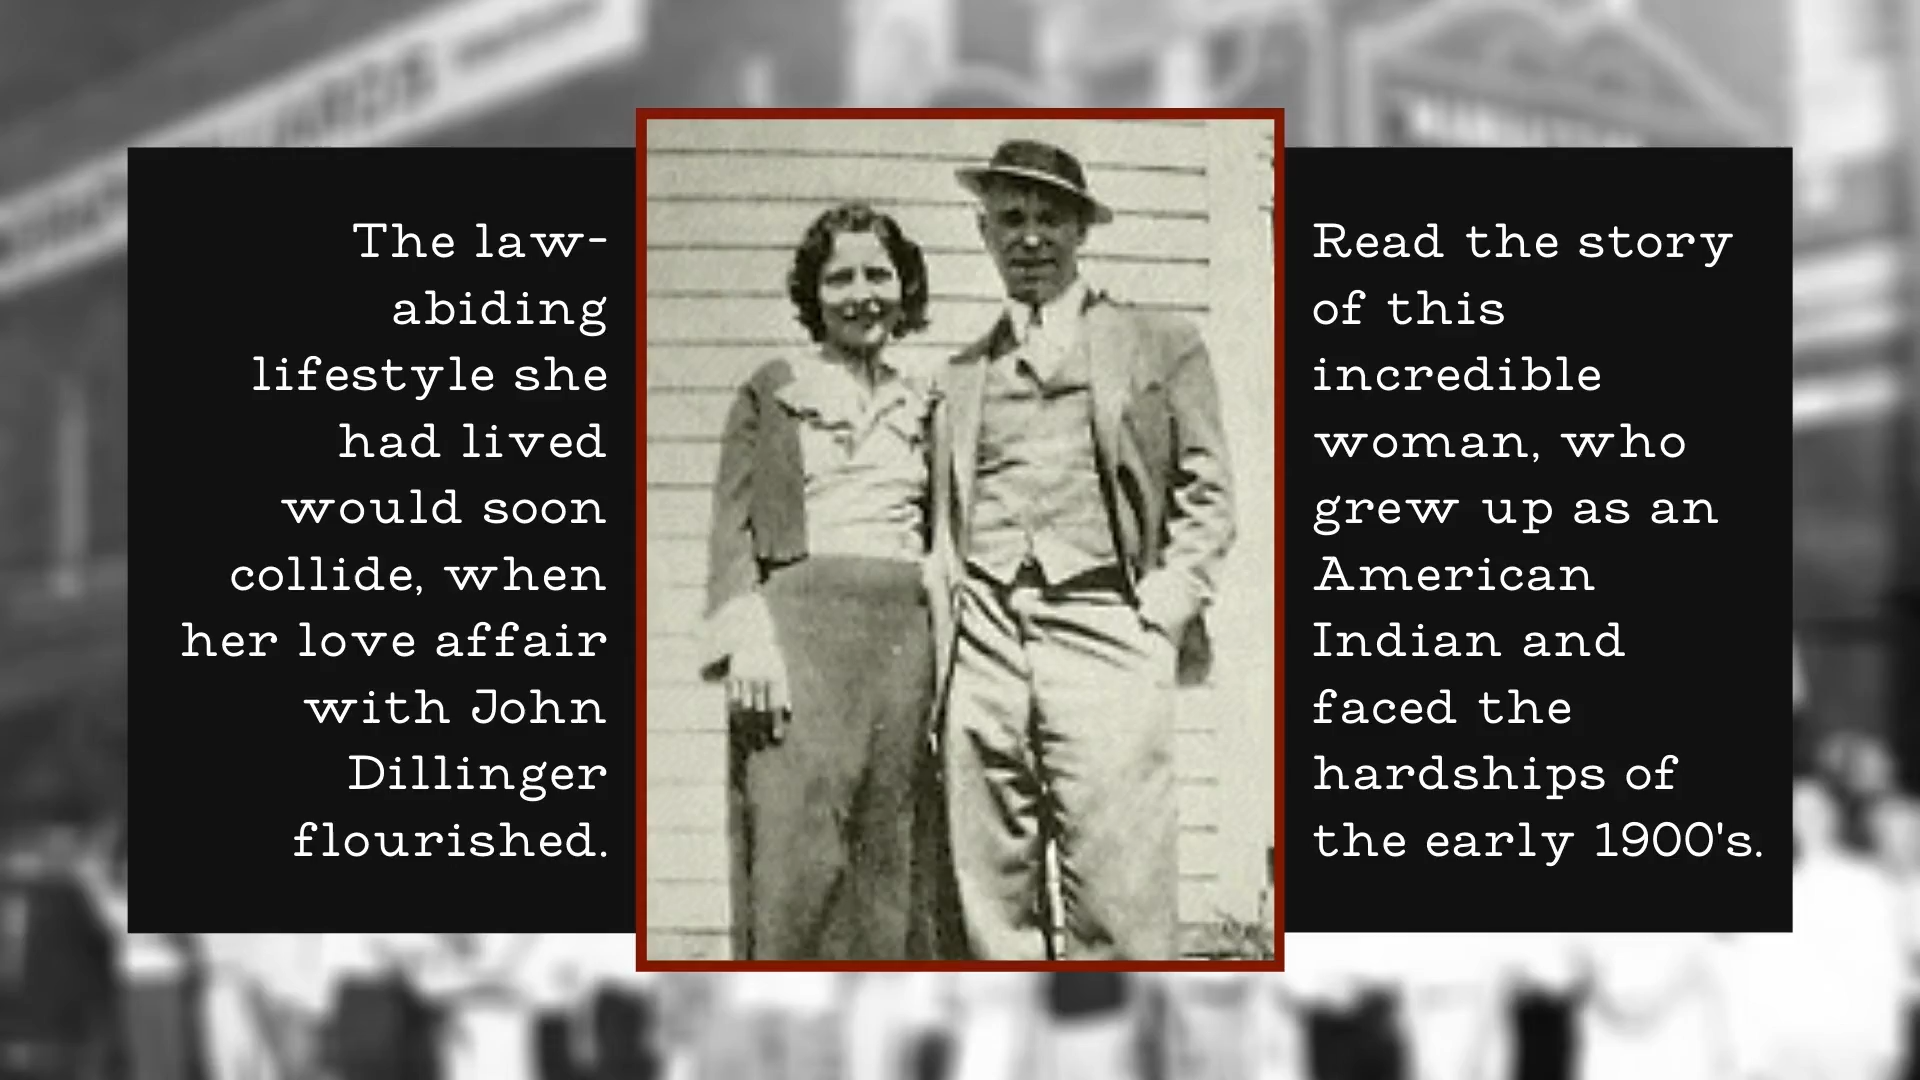 The law-
abiding
lifestyle she
had lived
would soon
collide, when
her love affair
with John
Dillinger
flourished.
Read the story
of this
incredible
woman, who
grew up as an
American
Indian and
faced the
hardships of
the early 1900's.